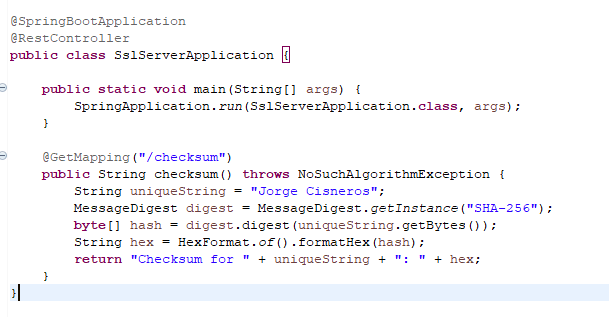 @SpringBootApplication
@RestController
public class SslServerApplication {
public static void main(String[] args) {
SpringApplication.run(SslServerApplication.class, args);
}
@GetMapping("/checksum")
public String checksum() throws NoSuchAlgorithmException {
String uniqueString = "Jorge Cisneros";
MessageDigest digest = MessageDigest.getInstance("SHA-256");
byte[] hash = digest.digest(uniqueString.getBytes());
String hex = HexFormat.of().formatHex(hash);
return "Checksum for " + uniqueString + ": " + hex;
}
}